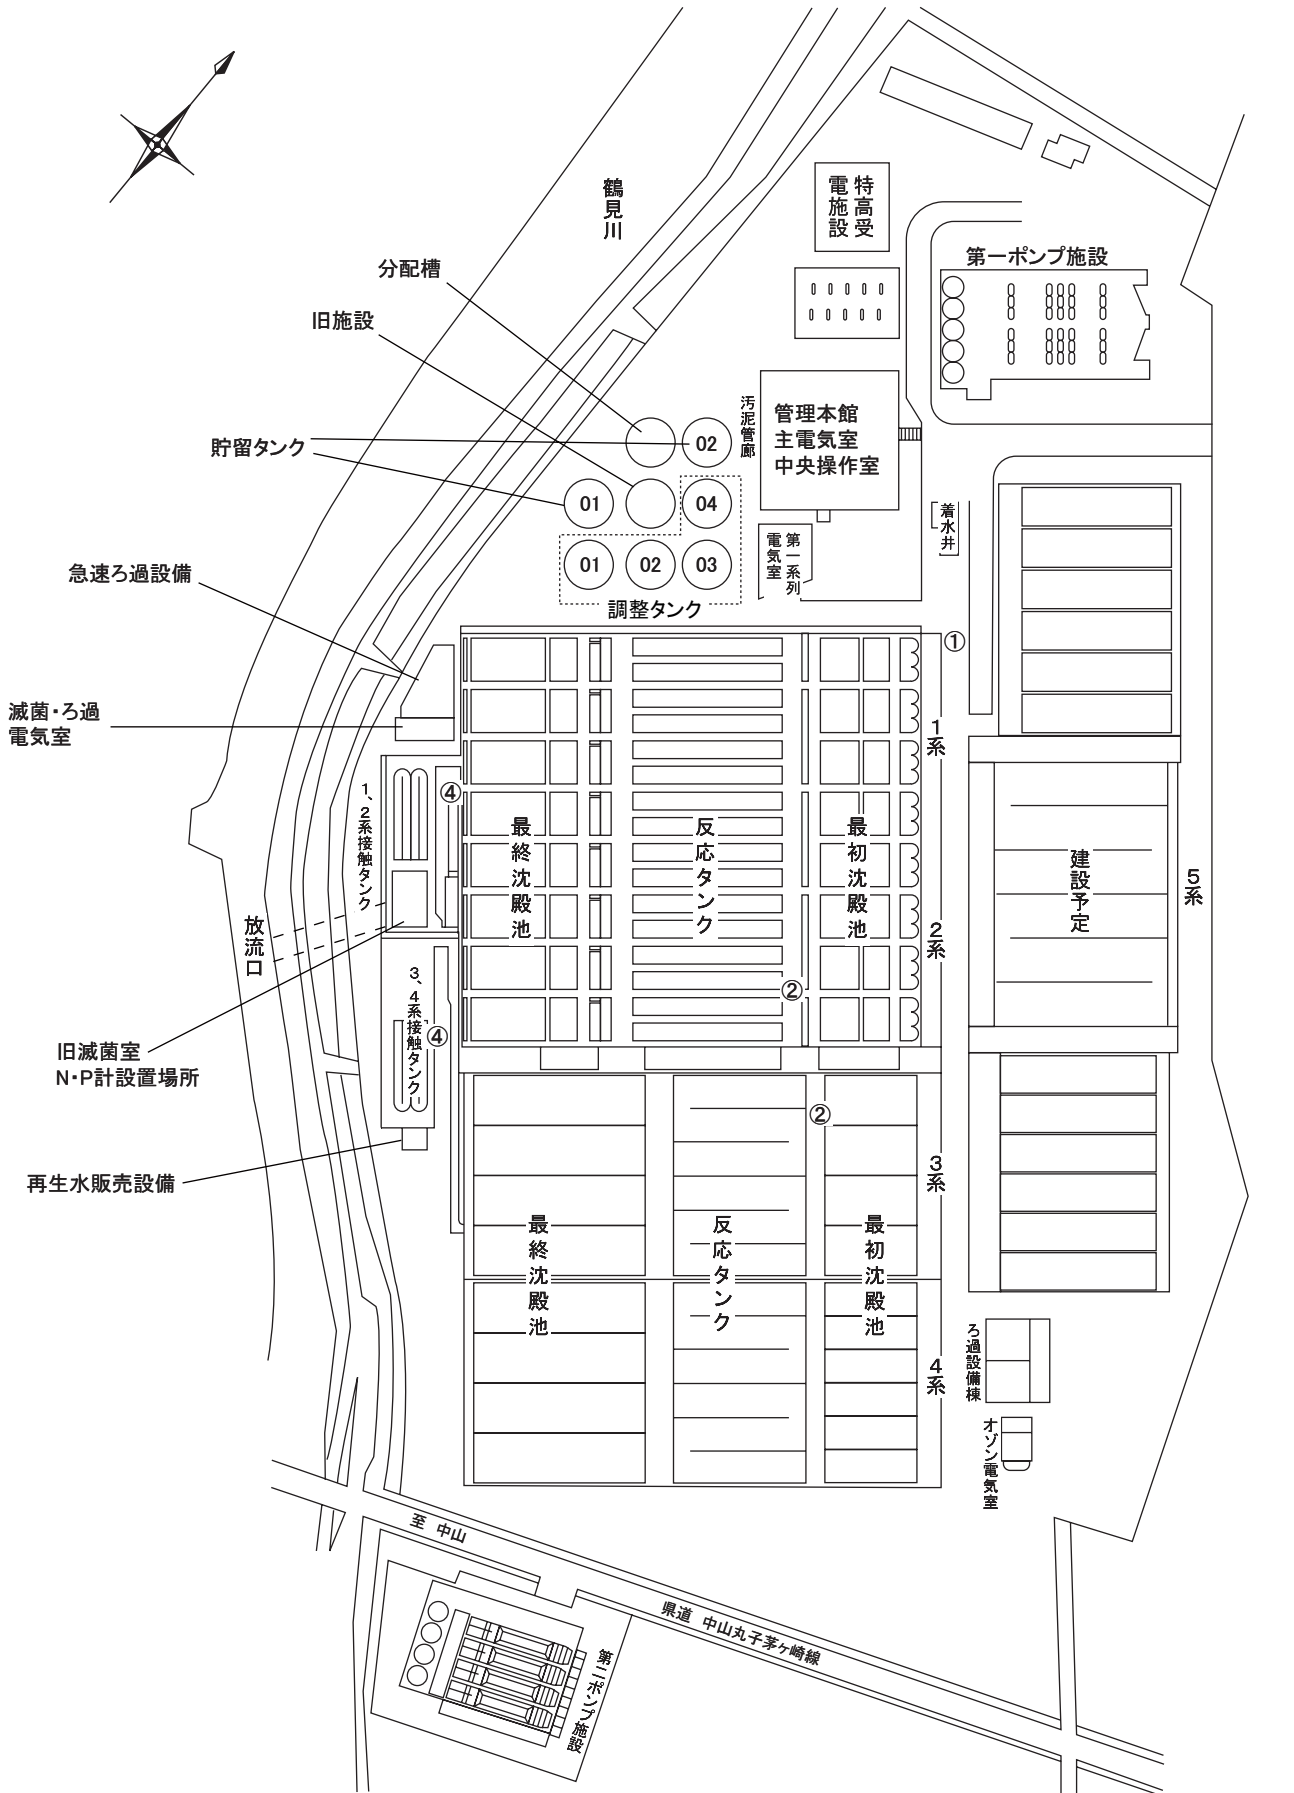 鶴見川
特高受
電施設
第一ポンプ施設
分配槽
旧施設
貯留タンク
汚泥管廊
管理本館
主電気室
中央操作室
02
01
04
01
02
03
調整タンク
第一系列
電気室
着水井
急速ろ過設備
滅菌・ろ過
電気室
①
1系
1、2系接触タンク
④
最終沈殿池
反応タンク
最初沈殿池
2系
建設予定
5系
放流口
②
3、4系接触タンク
④
旧滅菌室
N・P計設置場所
②
再生水販売設備
3系
最終沈殿池
反応タンク
最初沈殿池
4系
ろ過設備棟
オゾン電気室
至 中山
県道 中山丸子茅ヶ崎線
第二ポンプ施設